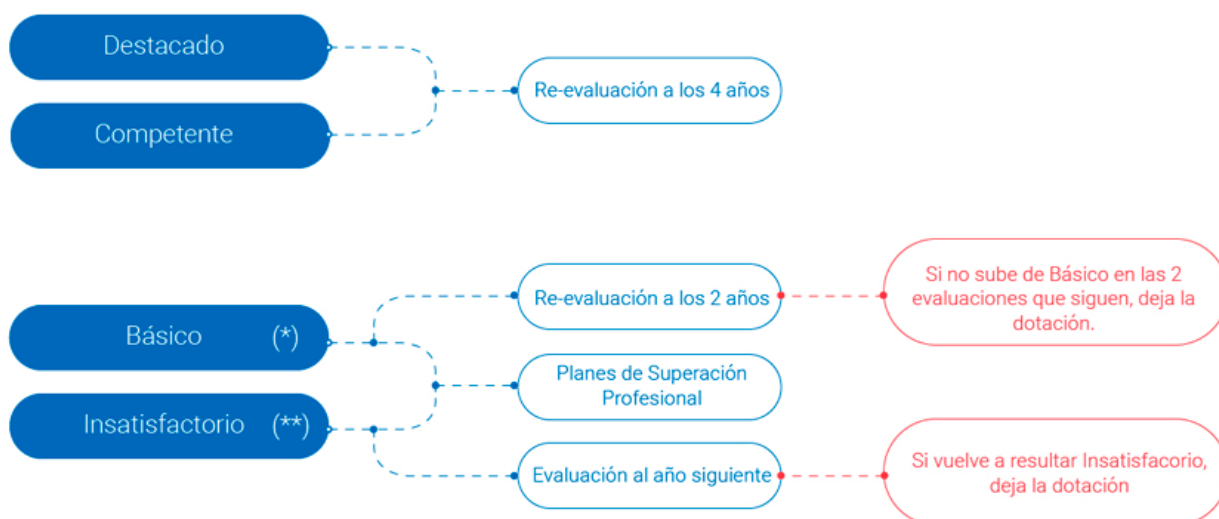 Destacado
Competente
Re-evaluación a los 4 años
Básico (*)
Insatisfactorio (**)
Re-evaluación a los 2 años
Planes de Superación
Profesional
Evaluación al año siguiente
Si no sube de Básico en las 2
evaluaciones que siguen, deja la
dotación.
Si vuelve a resultar Insatisfacorio,
deja la dotación